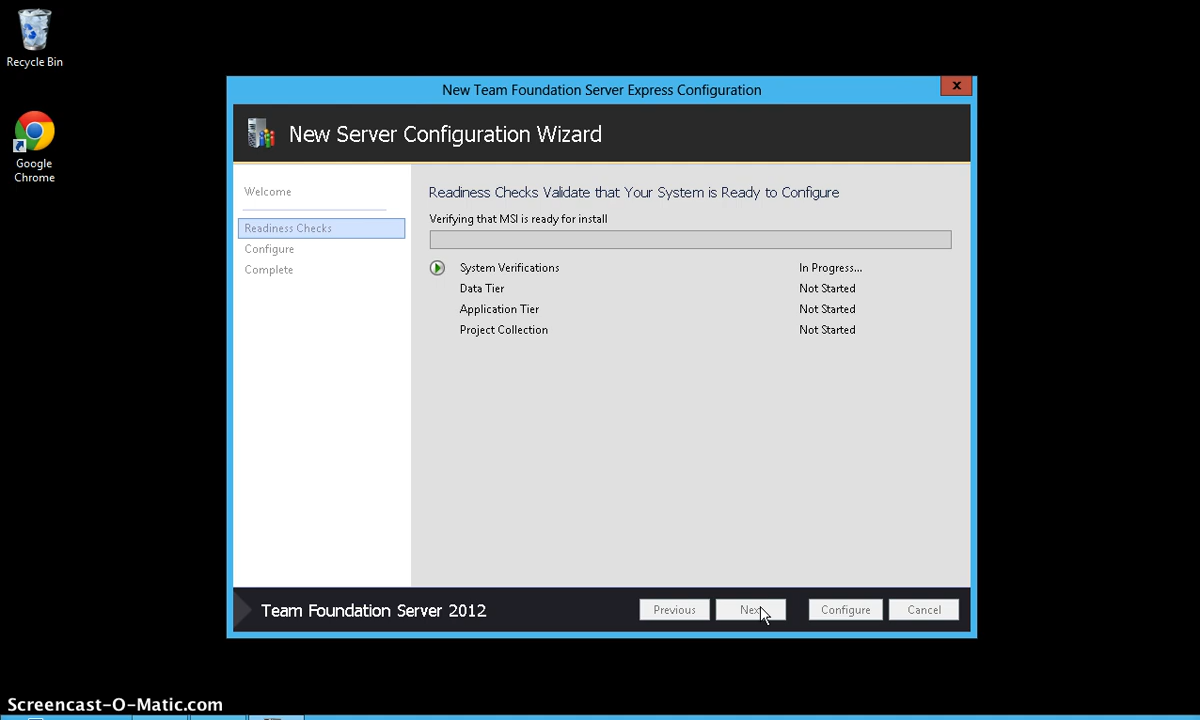 Recycle Bin
Google
Chrome
New Team Foundation Server Express Configuration
x
New Server Configuration Wizard
Welcome
Readiness Checks
Configure
Complete
Readiness Checks Validate that Your System is Ready to Configure
Verifying that MSI is ready for install
System Verifications In Progress...
Data Tier Not Started
Application Tier Not Started
Project Collection Not Started
Team Foundation Server 2012
Previous Next Configure Cancel
Screencast-O-Matic.com